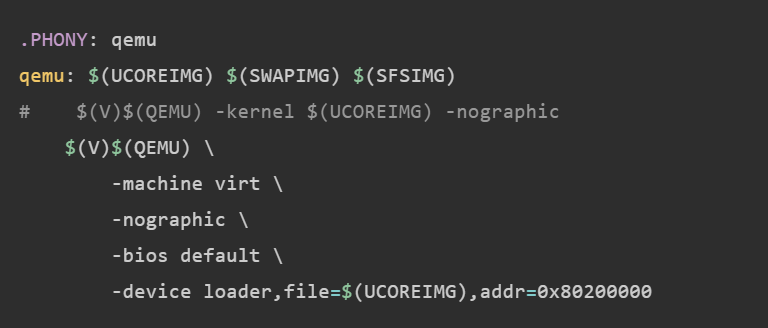 .PHONY: qemu
qemu: $(UCOREIMG) $(SWAPIMG) $(SFSIMG)
#    $(V)$(QEMU) -kernel $(UCOREIMG) -nographic
    $(V)$(QEMU) \
        -machine virt \
        -nographic \
        -bios default \
        -device loader,file=$(UCOREIMG),addr=0x80200000